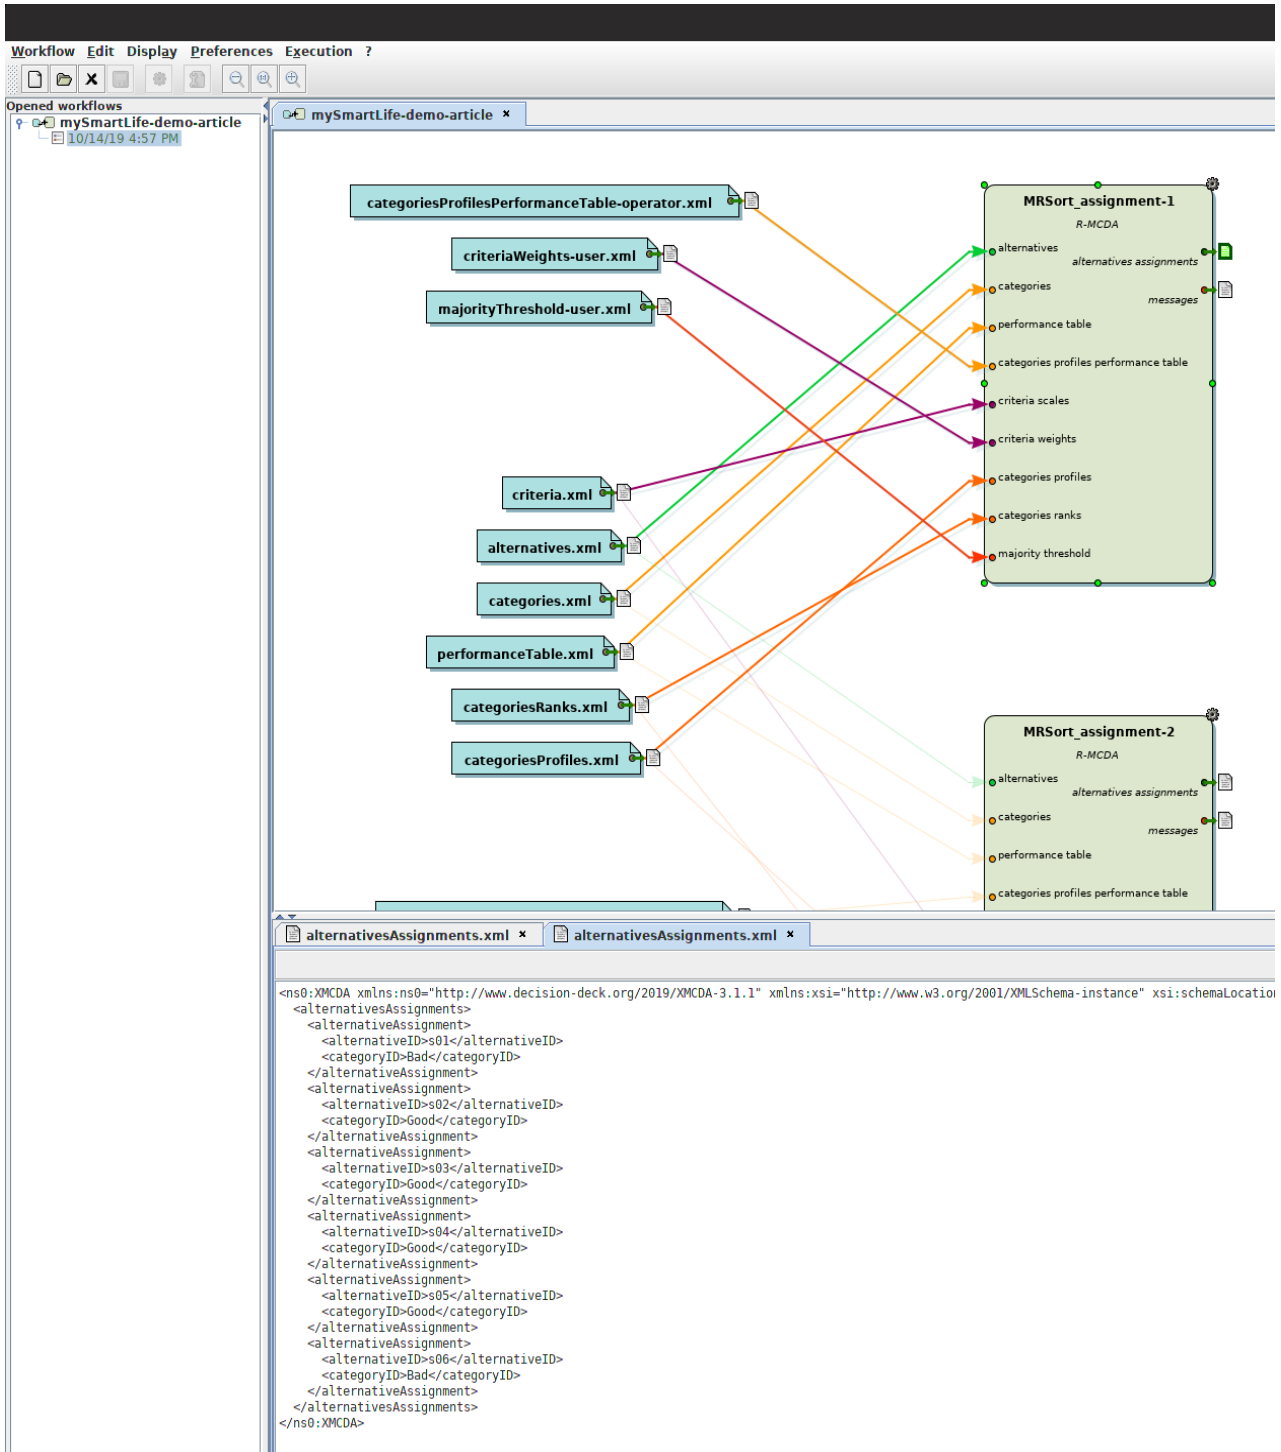 Workflow Edit Display Preferences Execution ?
Opened workflows
mySmartLife-demo-article
10/14/19 4:57 PM
mySmartLife-demo-article
categoriesProfilesPerformanceTable-operator.xml
criteriaWeights-user.xml
majorityThreshold-user.xml
criteria.xml
alternatives.xml
categories.xml
performanceTable.xml
categoriesRanks.xml
categoriesProfiles.xml
MRSort_assignment-1
R-MCDA
alternatives
alternatives assignments
categories
messages
performance table
categories profiles performance table
criteria scales
criteria weights
categories profiles
categories ranks
majority threshold
MRSort_assignment-2
R-MCDA
alternatives
alternatives assignments
categories
messages
performance table
categories profiles performance table
alternativesAssignments.xml
alternativesAssignments.xml
<ns0:XMCDA xmlns:ns0="http://www.decision-deck.org/2019/XMCDA-3.1.1" xmlns:xsi="http://www.w3.org/2001/XMLSchema-instance" xsi:schemaLocation
<alternativesAssignments>
<alternativeAssignment>
<alternativeID>s01</alternativeID>
<categoryID>Bad</categoryID>
</alternativeAssignment>
<alternativeAssignment>
<alternativeID>s02</alternativeID>
<categoryID>Good</categoryID>
</alternativeAssignment>
<alternativeAssignment>
<alternativeID>s03</alternativeID>
<categoryID>Good</categoryID>
</alternativeAssignment>
<alternativeAssignment>
<alternativeID>s04</alternativeID>
<categoryID>Good</categoryID>
</alternativeAssignment>
<alternativeAssignment>
<alternativeID>s05</alternativeID>
<categoryID>Good</categoryID>
</alternativeAssignment>
<alternativeAssignment>
<alternativeID>s06</alternativeID>
<categoryID>Bad</categoryID>
</alternativeAssignment>
</alternativesAssignments>
</ns0:XMCDA>